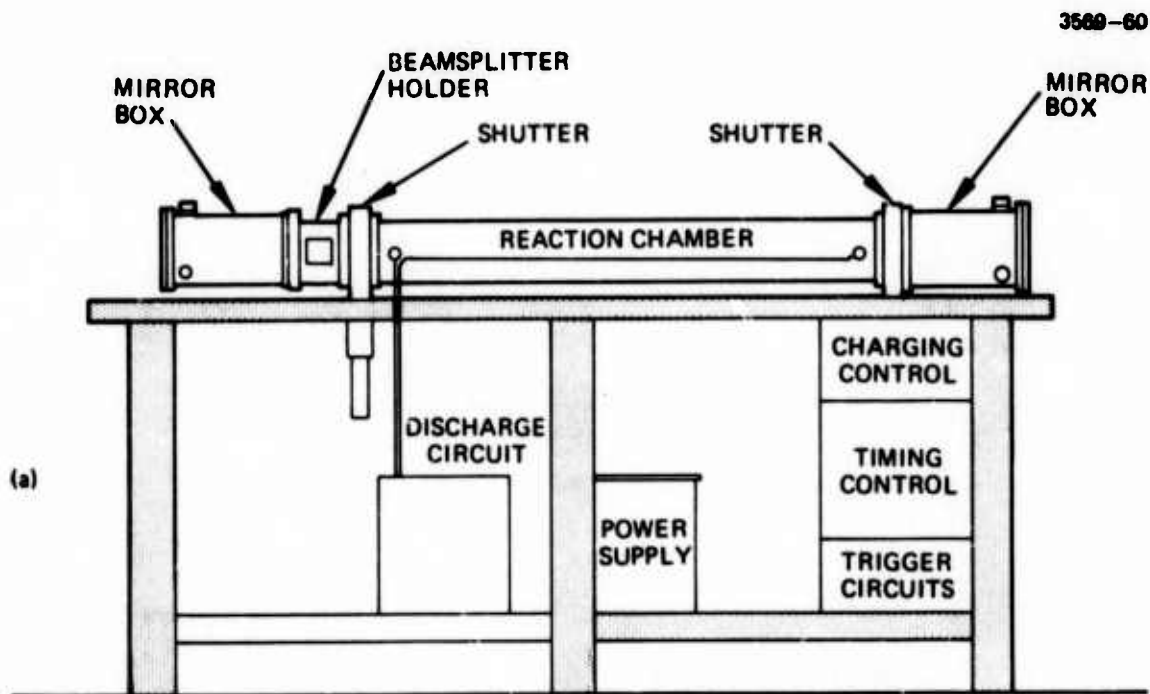 3569-60
MIRROR
BOX
BEAMSPLITTER
HOLDER
SHUTTER
SHUTTER
MIRROR
BOX
REACTION CHAMBER
CHARGING
CONTROL
DISCHARGE
CIRCUIT
TIMING
CONTROL
(a)
POWER
SUPPLY
TRIGGER
CIRCUITS